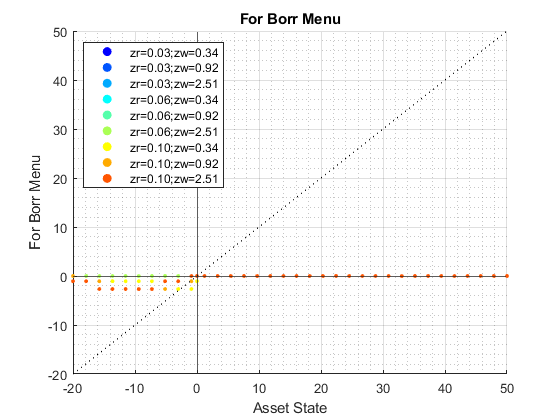 For Borr Menu
50
40
30
20
10
0
-10
-20
For Borr Menu
zr=0.03;zw=0.34
zr=0.03;zw=0.92
zr=0.03;zw=2.51
zr=0.06;zw=0.34
zr=0.06;zw=0.92
zr=0.06;zw=2.51
zr=0.10;zw=0.34
zr=0.10;zw=0.92
zr=0.10;zw=2.51
-20 -10 0 10 20 30 40 50
Asset State